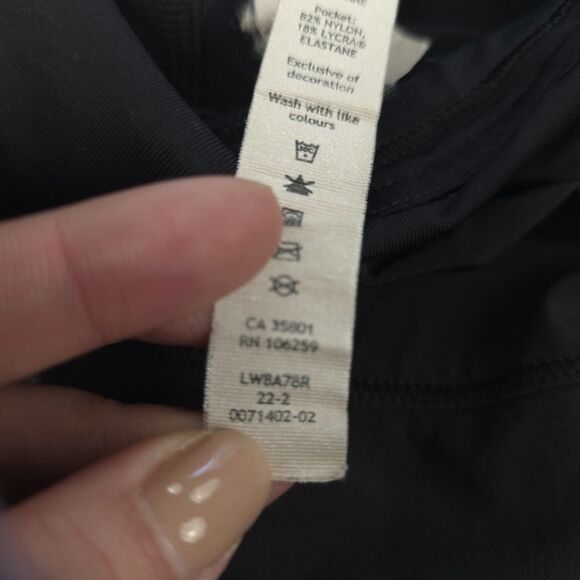 Pocket:
82% NYLON,
18% LYCRA®
ELASTANE
Exclusive of
decoration
Wash with like
colours
30C
CA 35801
RN 106259
LWBA78R
22-2
0071402-02